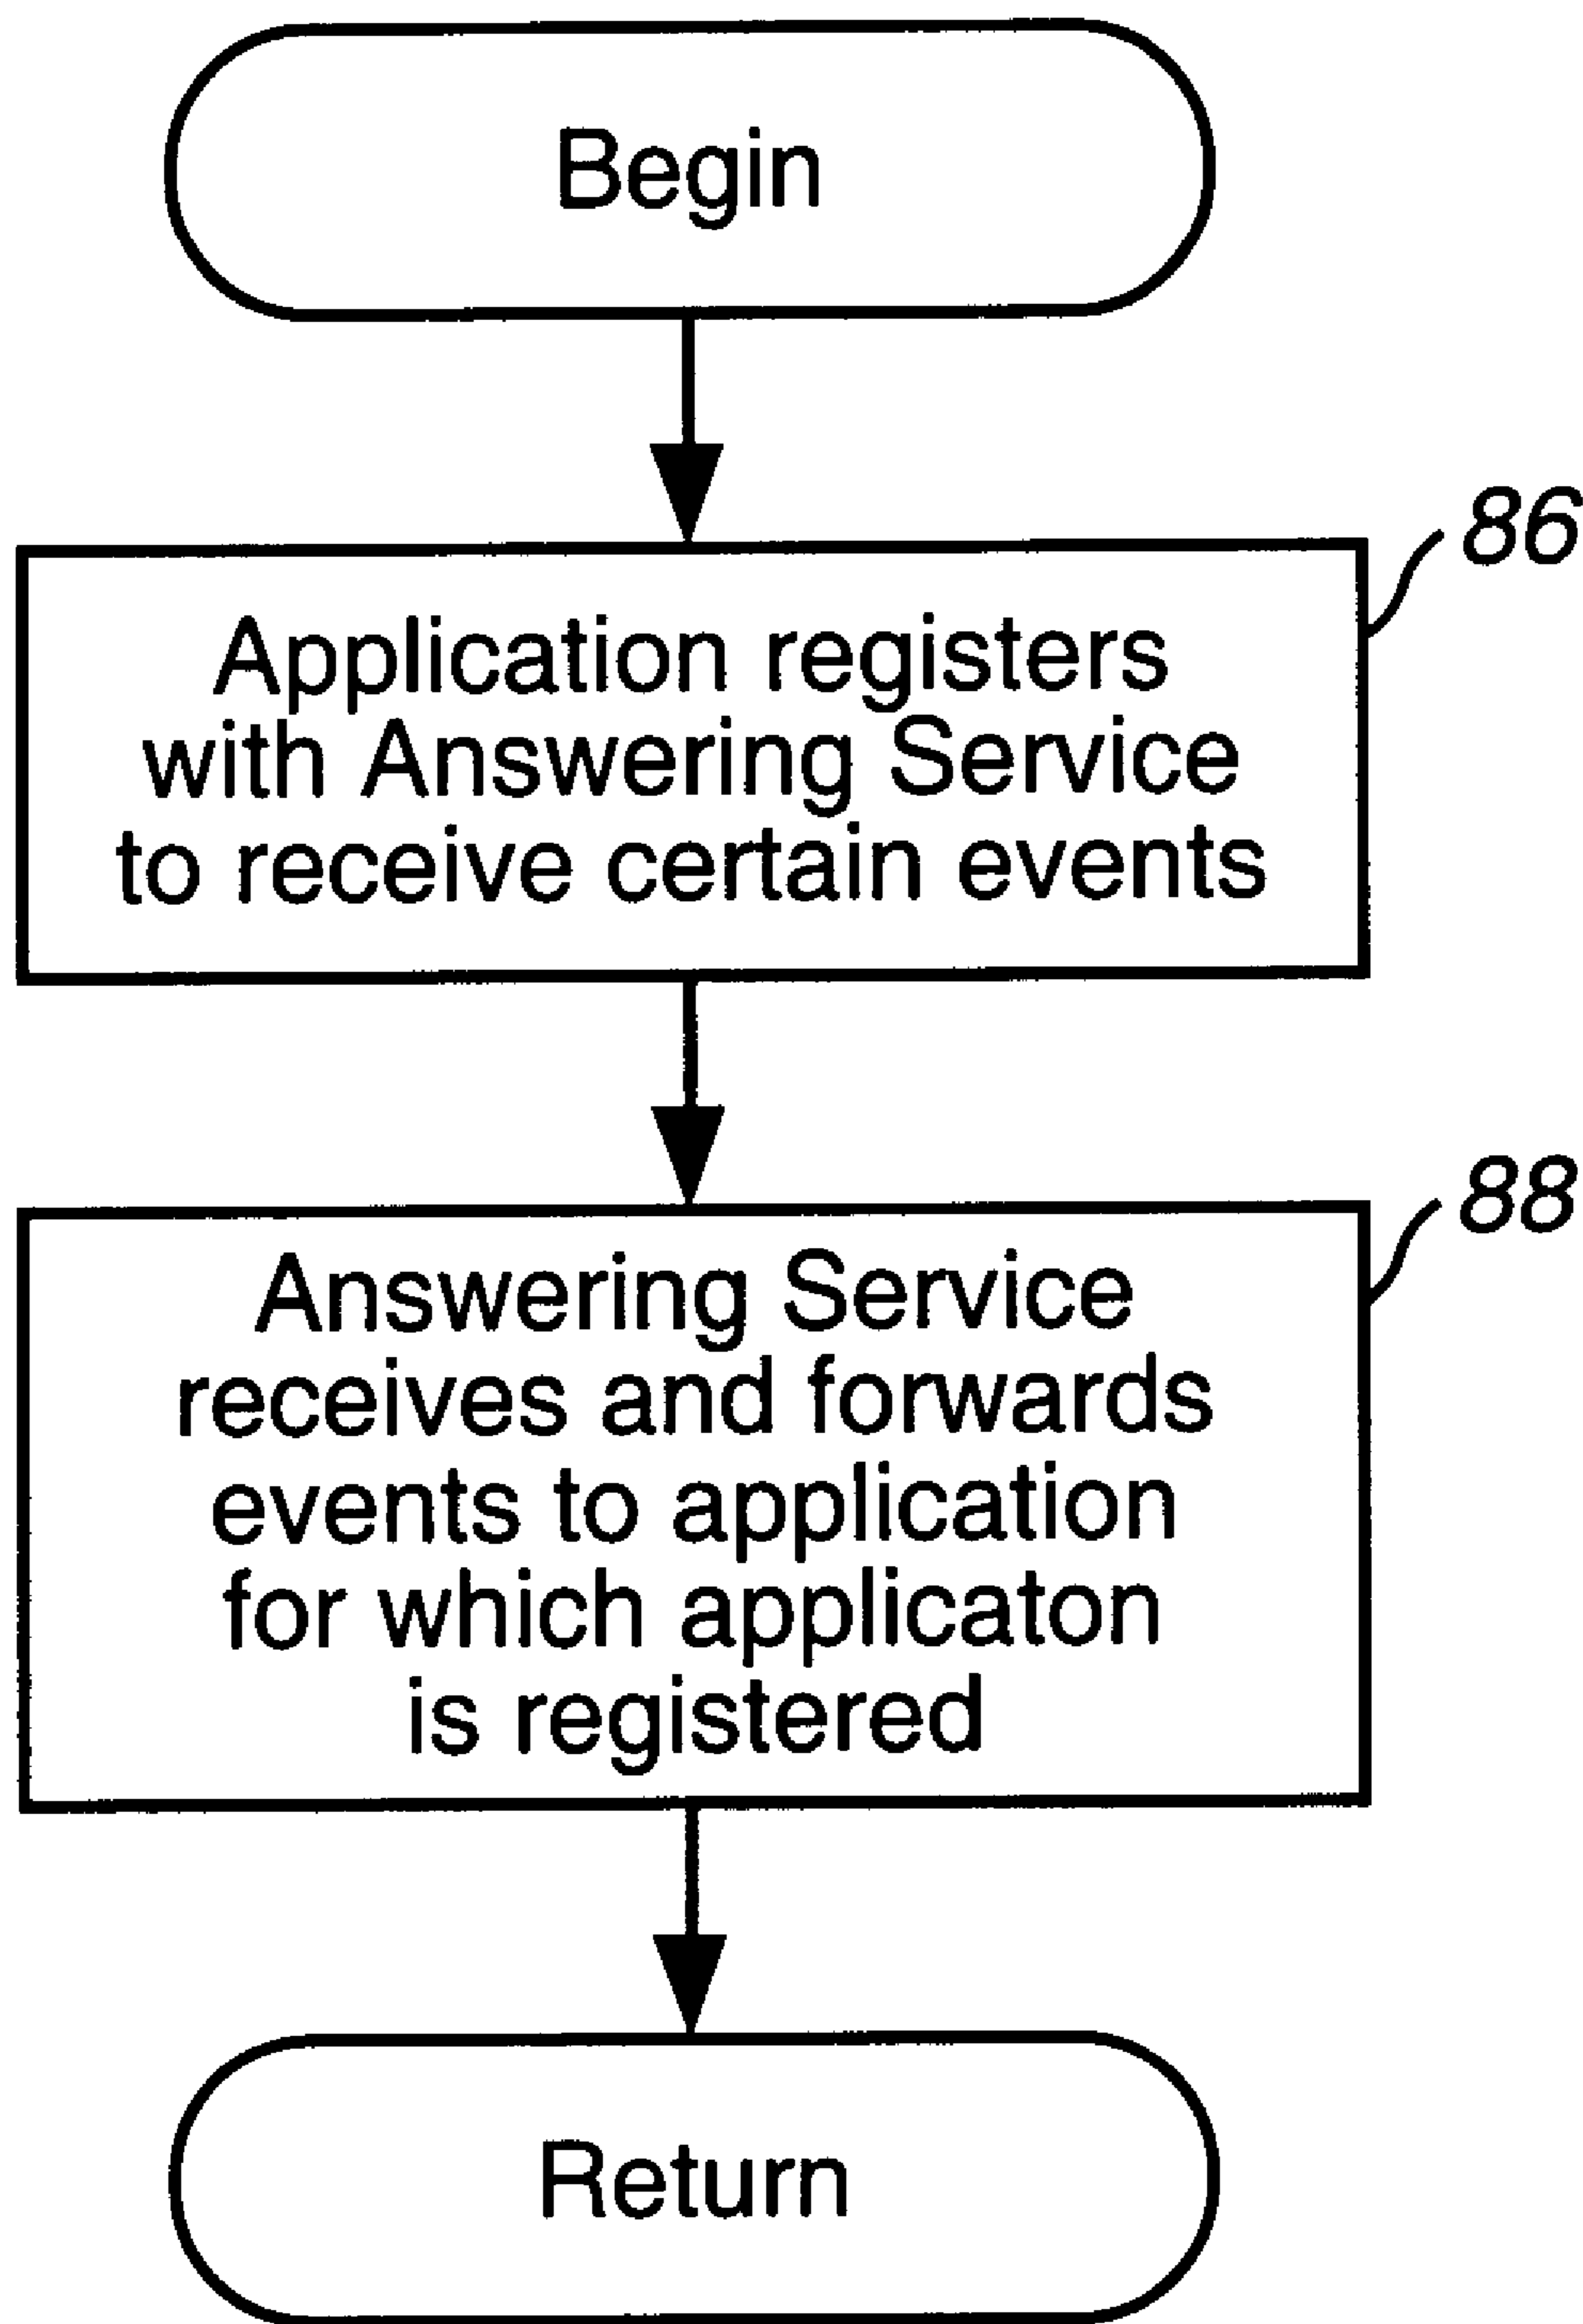 Begin
86
Application registers
with Answering Service
to receive certain events
88
Answering Service
receives and forwards
events to application
for which applicaton
is registered
Return